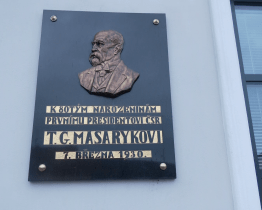 K 80TÝM NAROZENINÁM
PRVNÍMU PRESIDENTOVI ČSR
T. G. MASARYKOVI
7. BŘEZNA 1930.